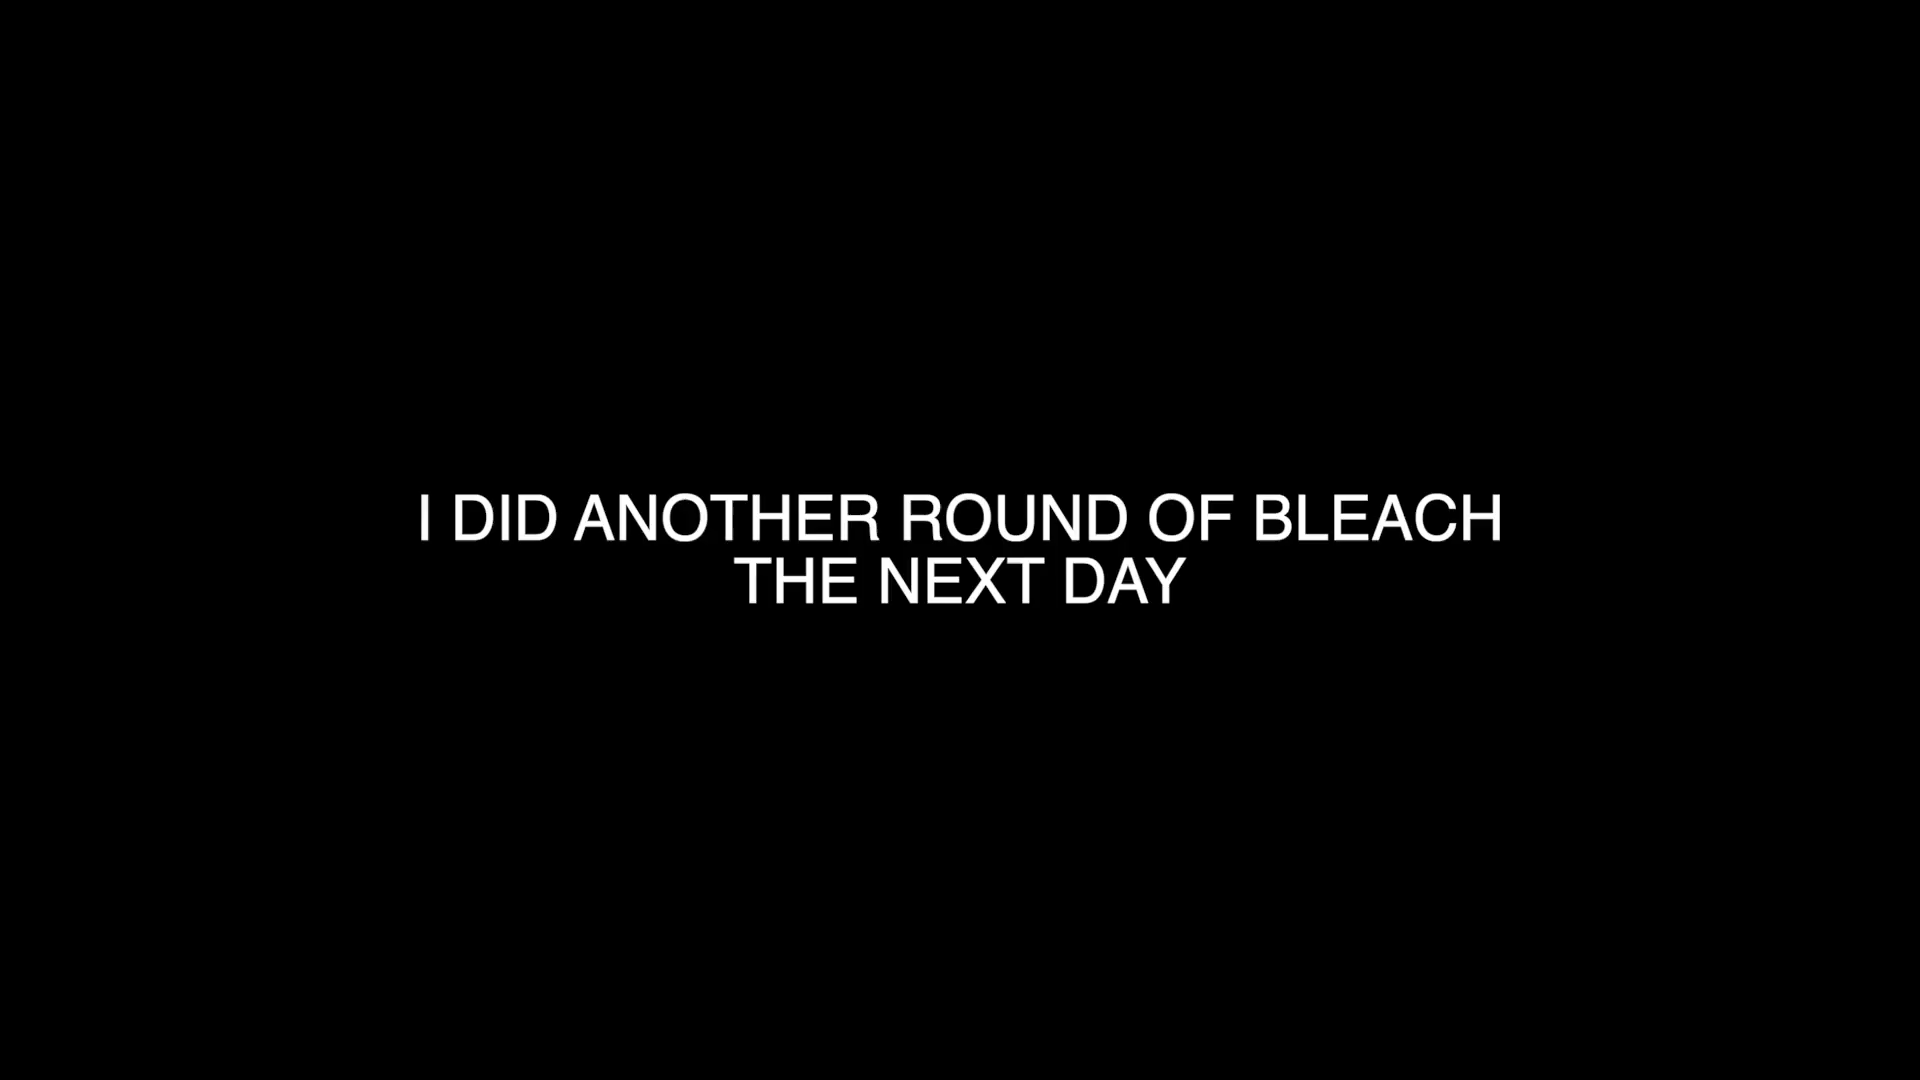 I DID ANOTHER ROUND OF BLEACH
THE NEXT DAY